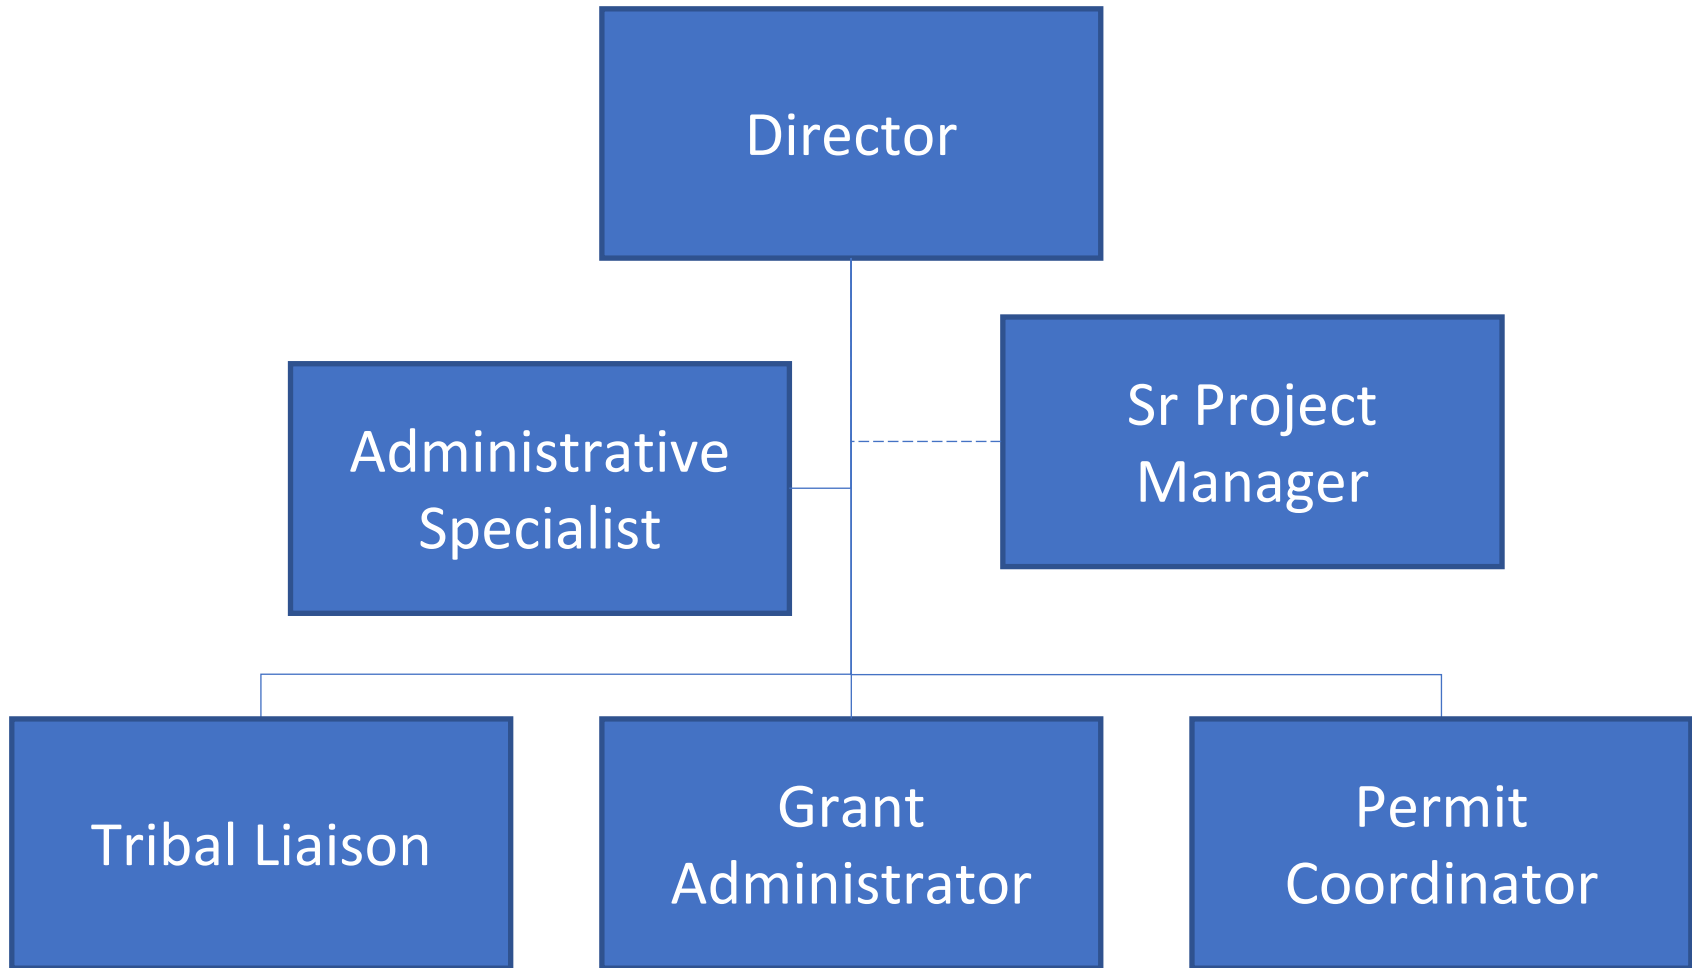 Director
Sr Project
Manager
Administrative
Specialist
Tribal Liaison
Grant
Administrator
Permit
Coordinator